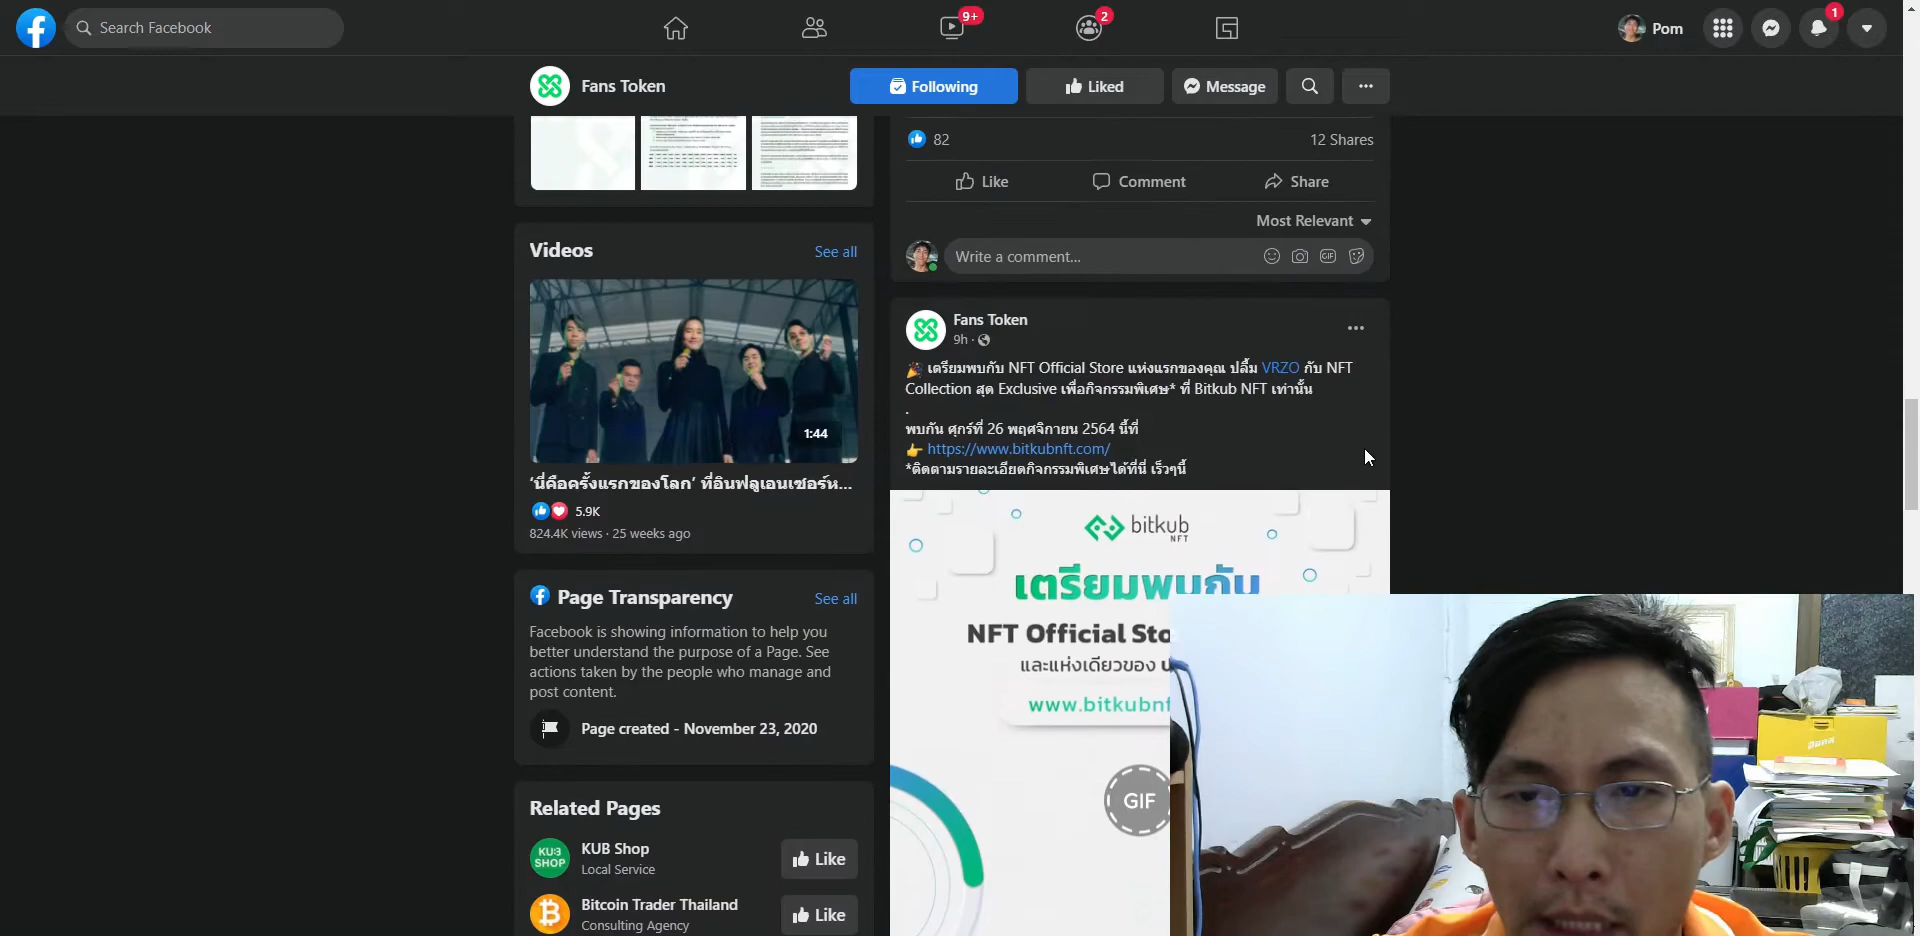 Search Facebook
9+
2
Pom
1
Fans Token
Following
Liked
Message
82
12 Shares
Like
Comment
Share
Most Relevant
Write a comment...
GIF
Videos
See all
1:44
‘นี่คือครั้งแรกของโลก’ ที่อินฟลูเอนเซอร์ห...
5.9K
824.4K views · 25 weeks ago
Page Transparency
See all
Facebook is showing information to help you
better understand the purpose of a Page. See
actions taken by the people who manage and
post content.
Page created - November 23, 2020
Related Pages
KUB SHOP
KUB Shop
Local Service
Like
Bitcoin Trader Thailand
Consulting Agency
Like
Fans Token
9h ·
🎉 เตรียมพบกับ NFT Official Store แห่งแรกของคุณ ปลื้ม VRZO กับ NFT
Collection สุด Exclusive เพื่อกิจกรรมพิเศษ* ที่ Bitkub NFT เท่านั้น
.
พบกัน ศุกร์ที่ 26 พฤศจิกายน 2564 นี้ที่
👉 https://www.bitkubnft.com/
*ติดตามรายละเอียดกิจกรรมพิเศษได้ที่นี่ เร็วๆนี้
bitkub
NFT
เตรียมพบกับ
NFT Official Sto
และแห่งเดียวของ
www.bitkubnf
GIF